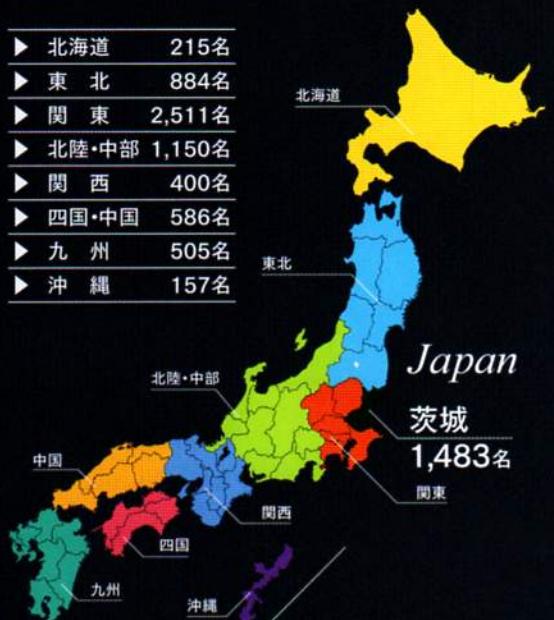 ▶ 北海道 215名
▶ 東北 884名
▶ 関東 2,511名
▶ 北陸・中部 1,150名
▶ 関西 400名
▶ 四国・中国 586名
▶ 九州 505名
▶ 沖縄 157名
北海道
東北
Japan
北陸・中部
茨城
1,483名
中国
関東
関西
四国
九州
沖縄